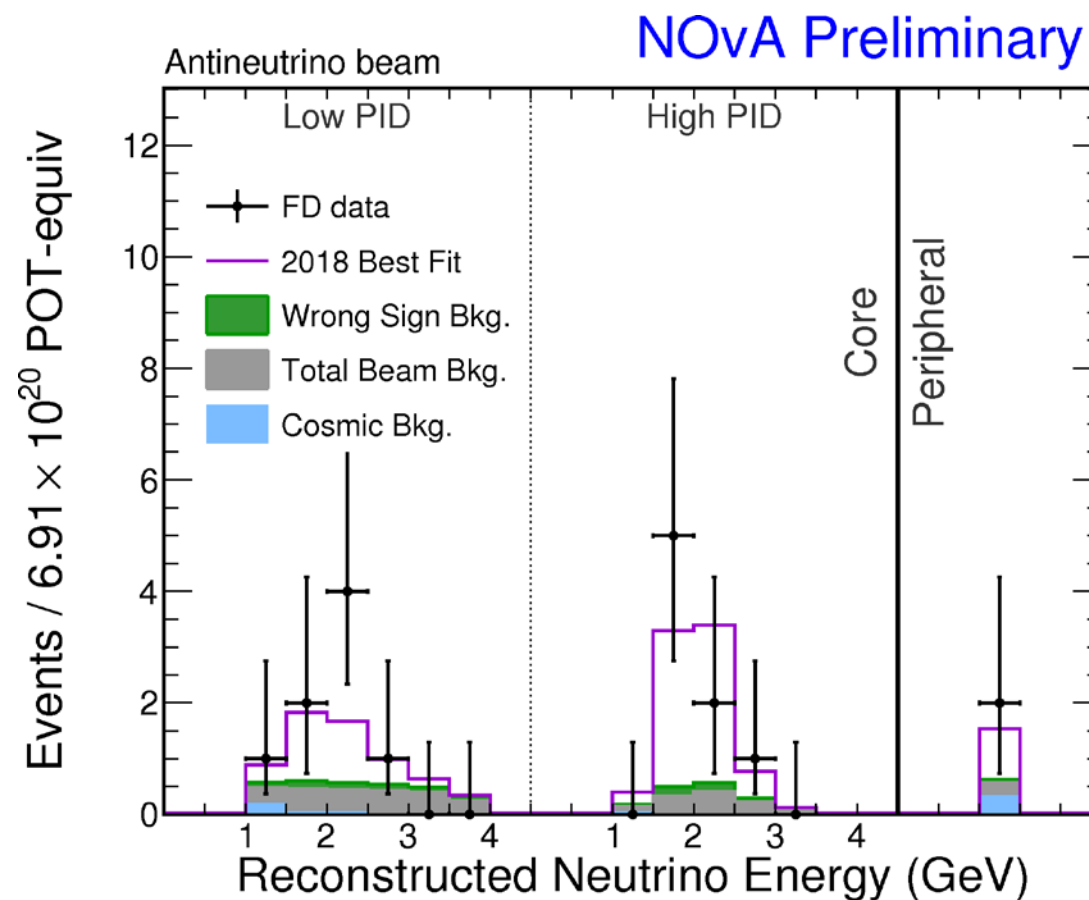 NOvA Preliminary
Antineutrino beam
Low PID
High PID
FD data
2018 Best Fit
Wrong Sign Bkg.
Total Beam Bkg.
Cosmic Bkg.
Core
Peripheral
Events / 6.91 × 10²⁰ POT-equiv
12
10
8
6
4
2
0
1 2 3 4 1 2 3 4
Reconstructed Neutrino Energy (GeV)